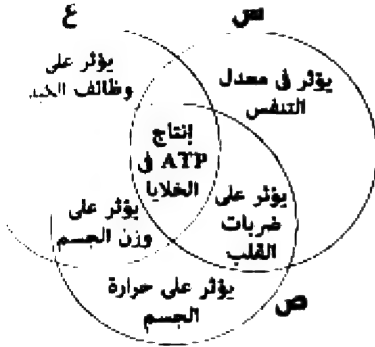 ع
س
يؤثر على
وظائف
يؤثر في معدل
التنفس
إنتاج
ATP في
الخلايا
يؤثر على
ضربات
القلب
يؤثر على
وزن الجسم
يؤثر على حرارة
الجسم
ص